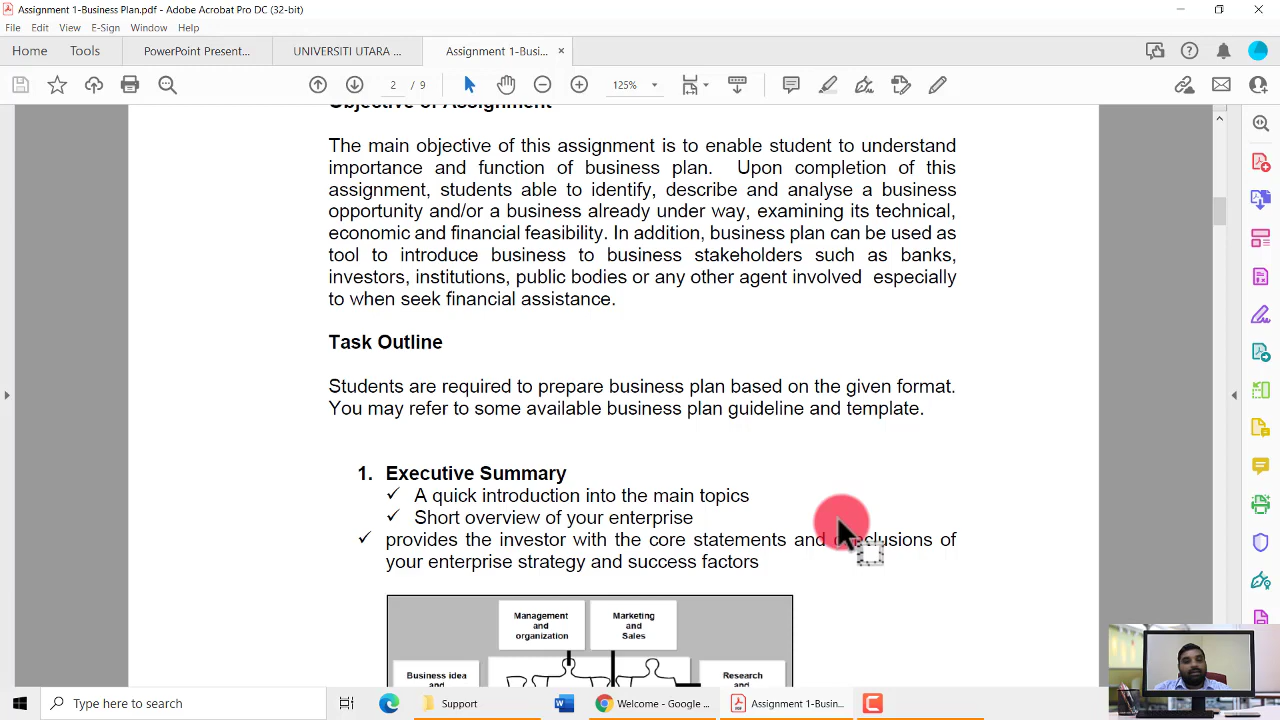 Assignment 1-Business Plan.pdf - Adobe Acrobat Pro DC (32-bit)
File Edit View E-Sign Window Help
Home Tools PowerPoint Present... UNIVERSITI UTARA ... Assignment 1-Busi... ×
2 / 9 125%
Objective of Assignment
The main objective of this assignment is to enable student to understand
importance and function of business plan. Upon completion of this
assignment, students able to identify, describe and analyse a business
opportunity and/or a business already under way, examining its technical,
economic and financial feasibility. In addition, business plan can be used as
tool to introduce business to business stakeholders such as banks,
investors, institutions, public bodies or any other agent involved especially
to when seek financial assistance.
Task Outline
Students are required to prepare business plan based on the given format.
You may refer to some available business plan guideline and template.
1. Executive Summary
✓ A quick introduction into the main topics
✓ Short overview of your enterprise
✓ provides the investor with the core statements and conclusions of
your enterprise strategy and success factors
Management
and
organization
Marketing
and
Sales
Business idea
and
Research
and
Type here to search
Welcome - Google ...
Assignment 1-Busin...